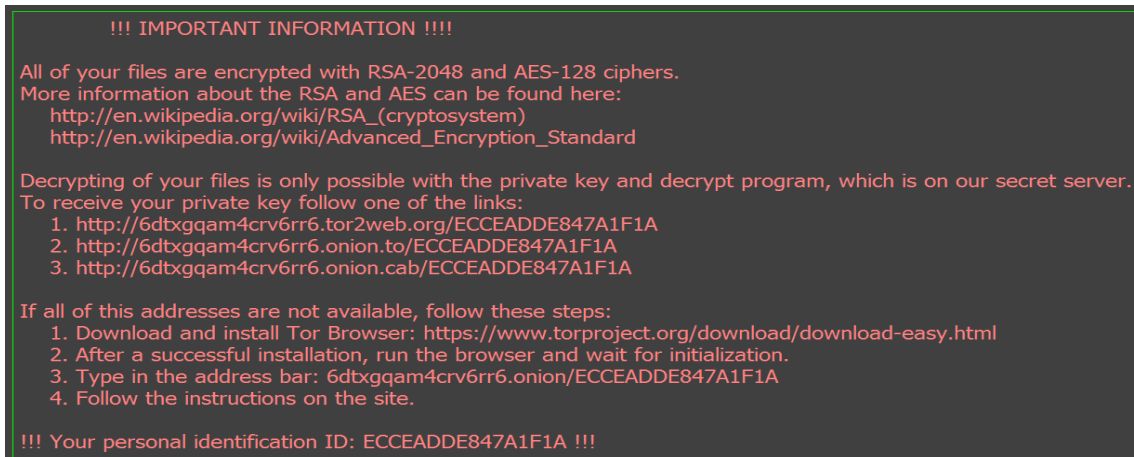 !!! IMPORTANT INFORMATION !!!!
All of your files are encrypted with RSA-2048 and AES-128 ciphers.
More information about the RSA and AES can be found here:
http://en.wikipedia.org/wiki/RSA_(cryptosystem)
http://en.wikipedia.org/wiki/Advanced_Encryption_Standard
Decrypting of your files is only possible with the private key and decrypt program, which is on our secret server.
To receive your private key follow one of the links:
1. http://6dtxgqam4crv6rr6.tor2web.org/ECCEADDE847A1F1A
2. http://6dtxgqam4crv6rr6.onion.to/ECCEADDE847A1F1A
3. http://6dtxgqam4crv6rr6.onion.cab/ECCEADDE847A1F1A
If all of this addresses are not available, follow these steps:
1. Download and install Tor Browser: https://www.torproject.org/download/download-easy.html
2. After a successful installation, run the browser and wait for initialization.
3. Type in the address bar: 6dtxgqam4crv6rr6.onion/ECCEADDE847A1F1A
4. Follow the instructions on the site.
!!! Your personal identification ID: ECCEADDE847A1F1A !!!